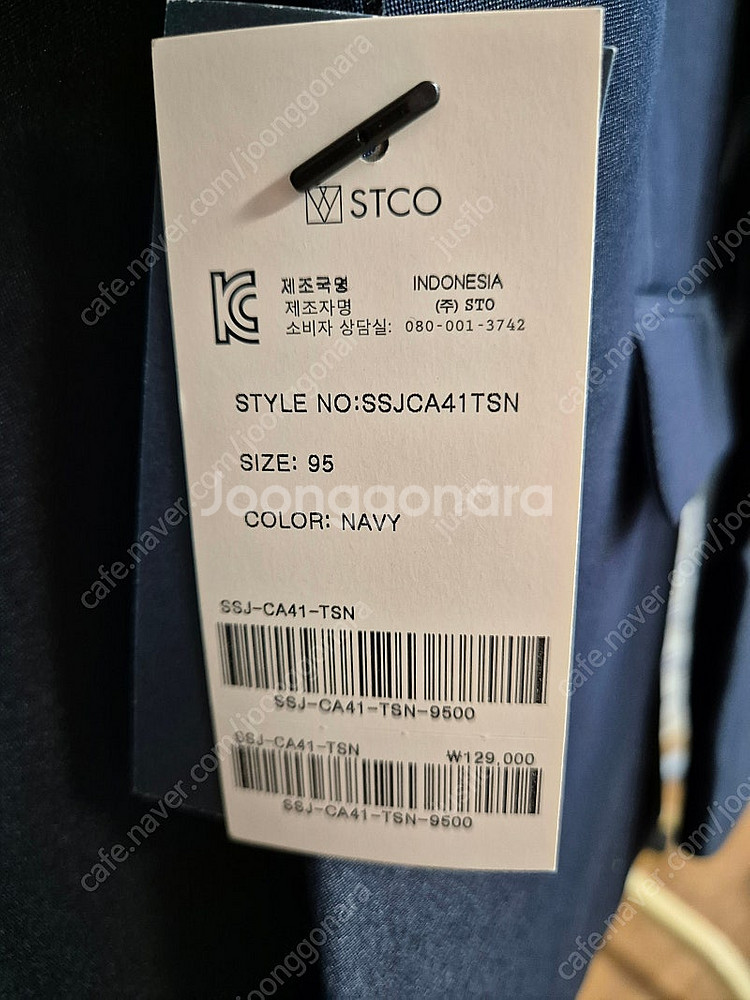 STCO
제조국명 INDONESIA
제조자명 (주) STO
소비자 상담실: 080-001-3742
STYLE NO:SSJCA41TSN
SIZE: 95
Joonggonara
COLOR: NAVY
SSJ-CA41-TSN
SSJ-CA41-TSN-9500
SSJ-CA41-TSN ₩129,000
SSJ-CA41-TSN-9500
cafe.naver.com/joonggonara
jusflo